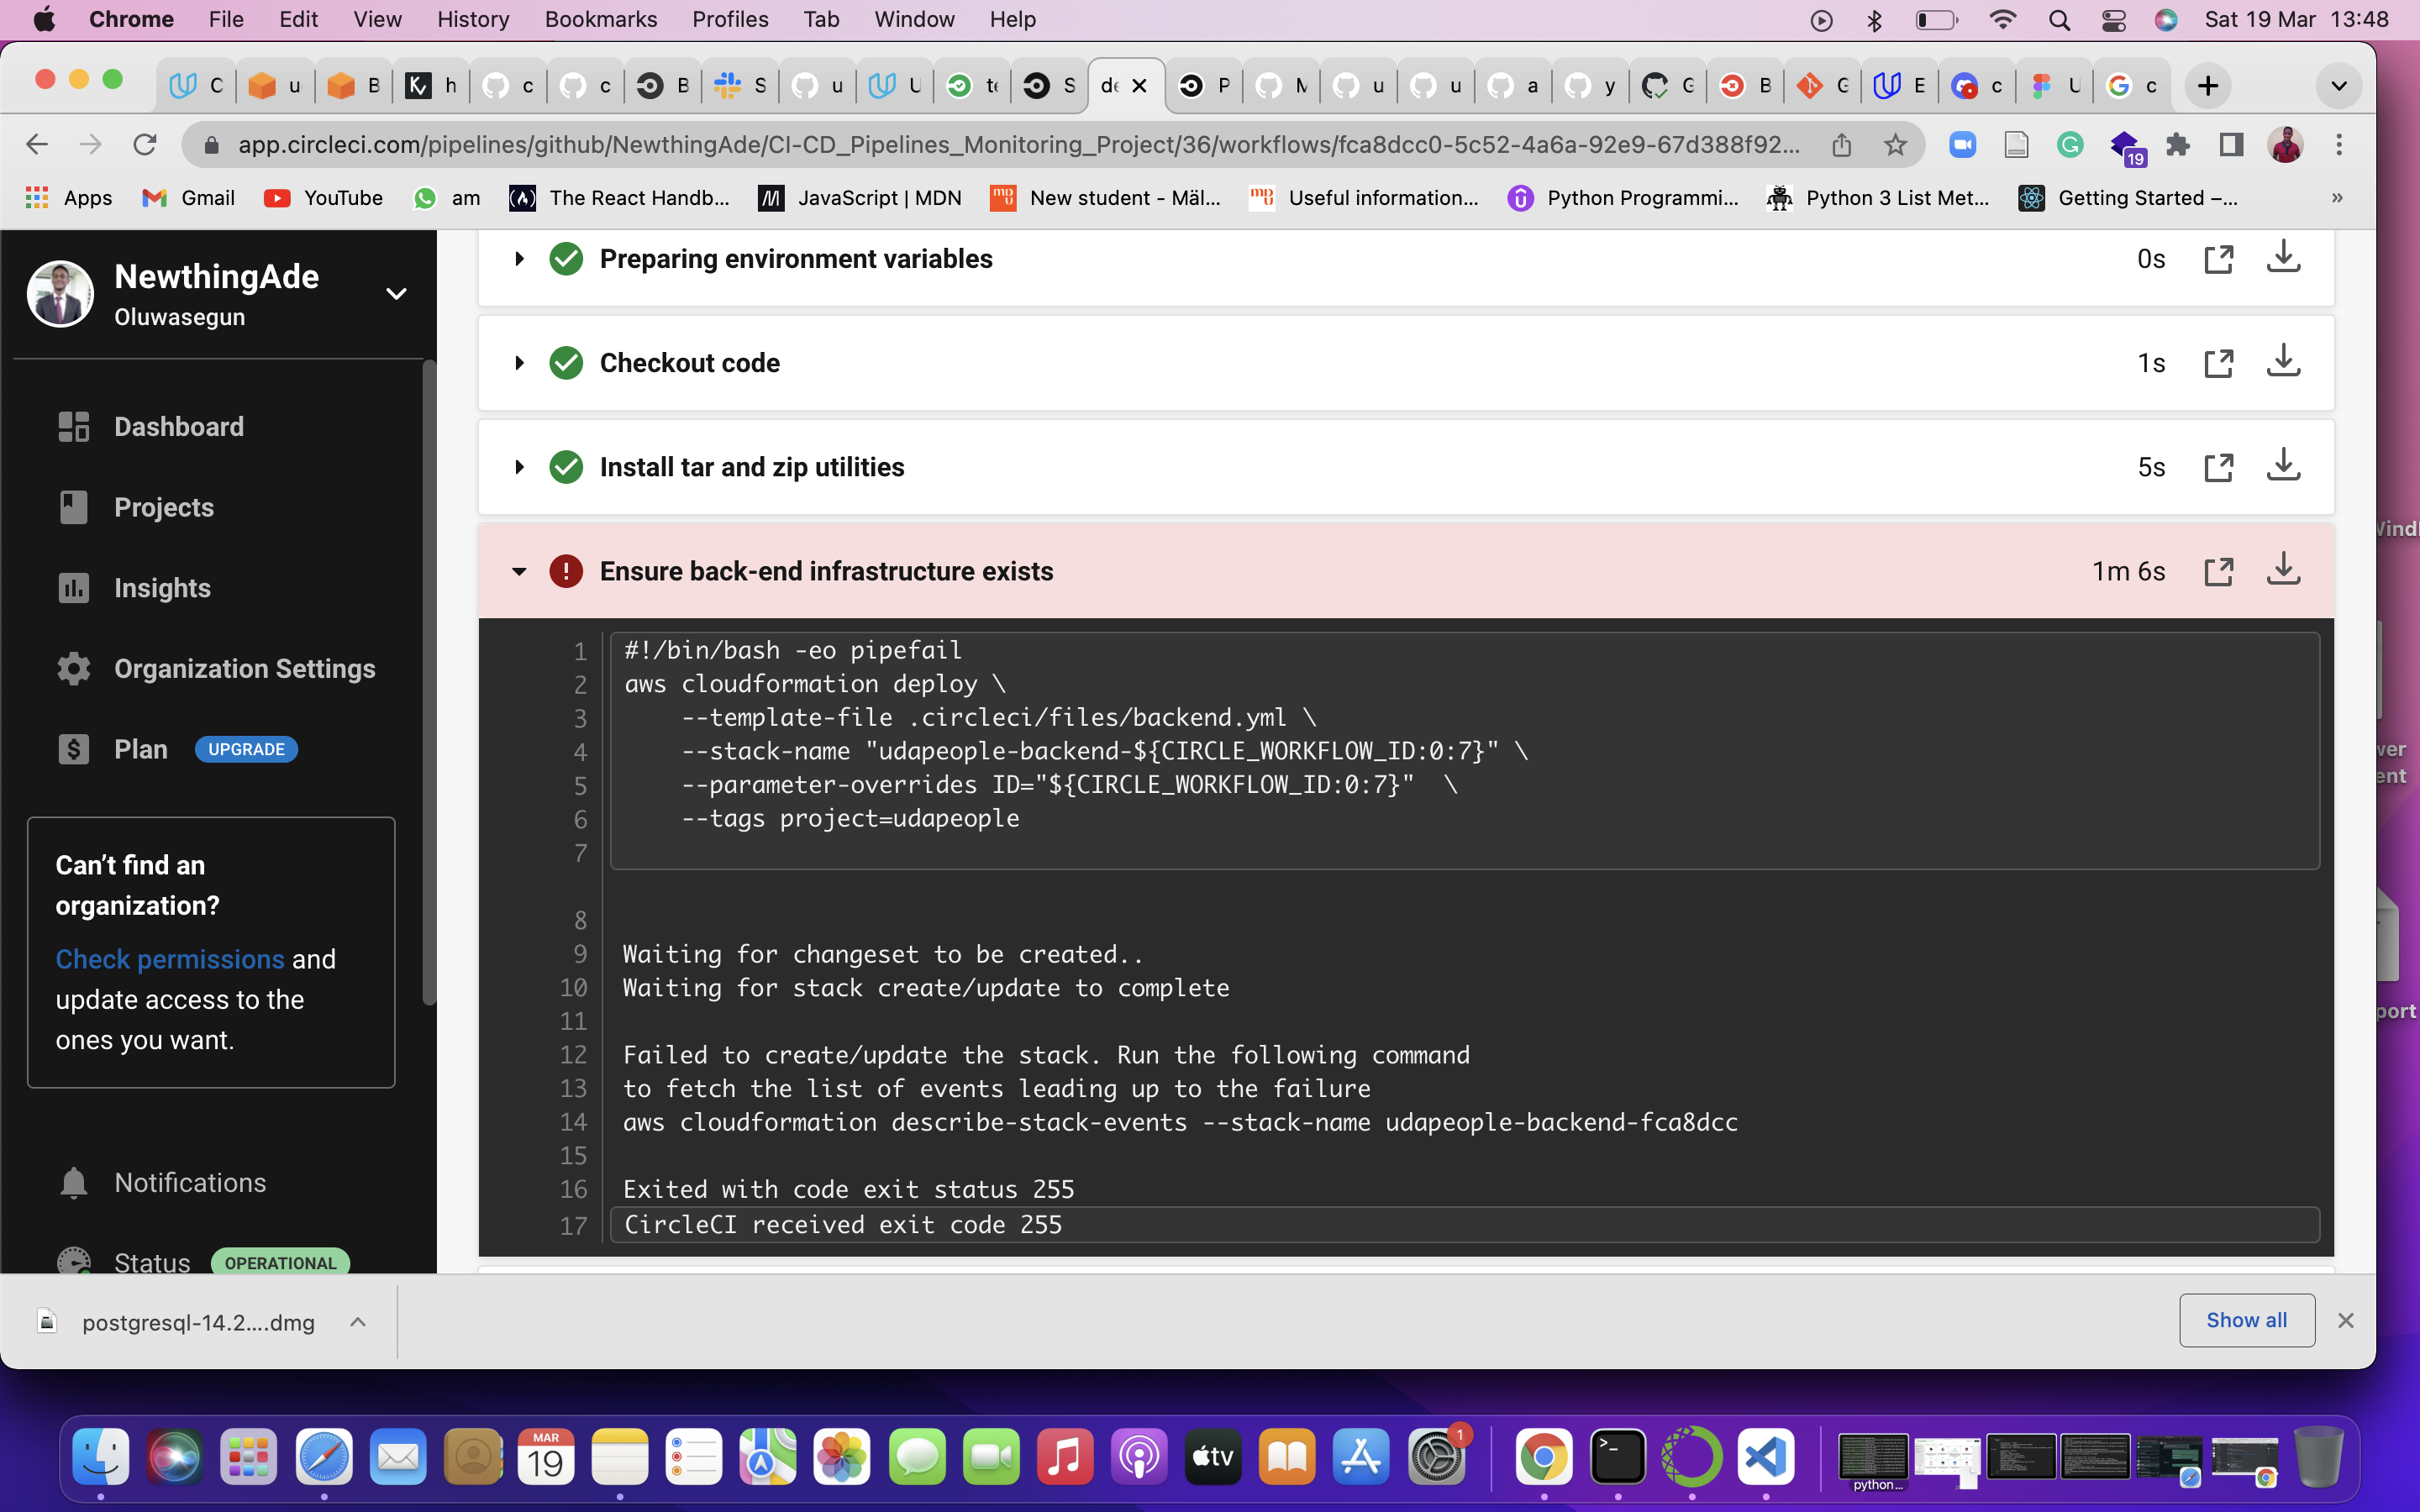 Chrome File Edit View History Bookmarks Profiles Tab Window Help Sat 19 Mar 13:48
C u B h c c B S u U te S de P M u u a y G B G E c U c
app.circleci.com/pipelines/github/NewthingAde/CI-CD_Pipelines_Monitoring_Project/36/workflows/fca8dcc0-5c52-4a6a-92e9-67d388f92... 19
Apps Gmail YouTube am The React Handb... JavaScript | MDN New student - Mäl... Useful information... Python Programmi... Python 3 List Met... Getting Started –... »
NewthingAde
Oluwasegun
Dashboard
Projects
Insights
Organization Settings
Plan UPGRADE
Can’t find an
organization?
Check permissions and
update access to the
ones you want.
Notifications
Status OPERATIONAL
Preparing environment variables 0s
Checkout code 1s
Install tar and zip utilities 5s
Ensure back-end infrastructure exists 1m 6s
1 #!/bin/bash -eo pipefail
2 aws cloudformation deploy \
3 --template-file .circleci/files/backend.yml \
4 --stack-name "udapeople-backend-${CIRCLE_WORKFLOW_ID:0:7}" \
5 --parameter-overrides ID="${CIRCLE_WORKFLOW_ID:0:7}" \
6 --tags project=udapeople
7
8
9 Waiting for changeset to be created..
10 Waiting for stack create/update to complete
11
12 Failed to create/update the stack. Run the following command
13 to fetch the list of events leading up to the failure
14 aws cloudformation describe-stack-events --stack-name udapeople-backend-fca8dcc
15
16 Exited with code exit status 255
17 CircleCI received exit code 255
postgresql-14.2....dmg Show all
MAR
19
tv
1
python...